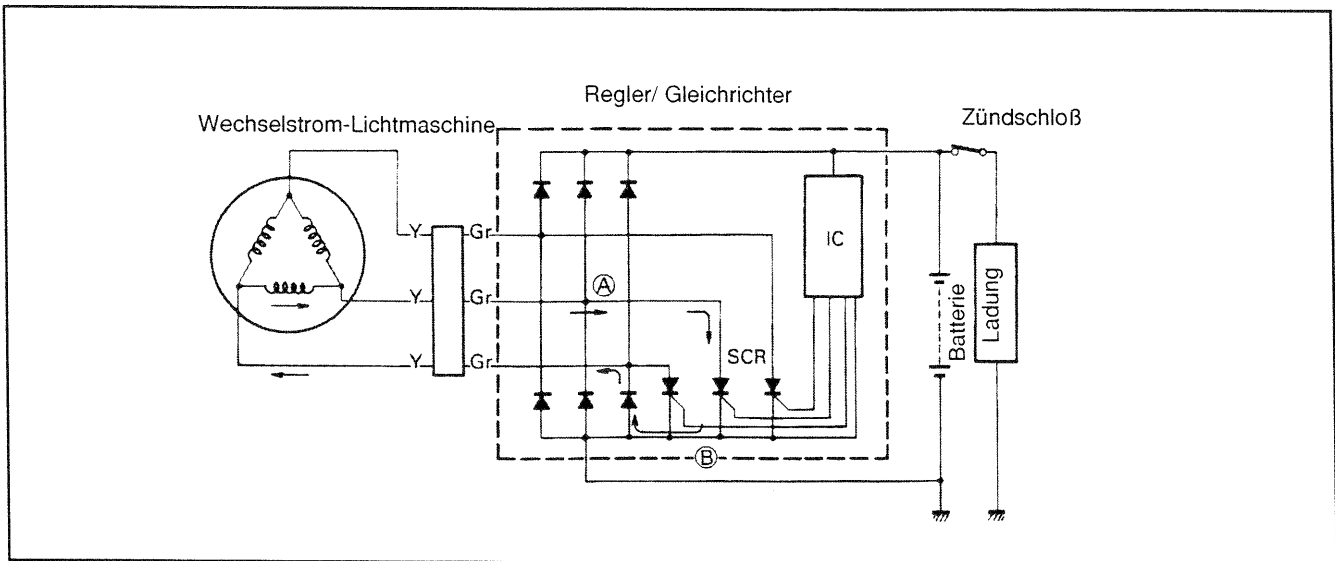 Regler/ Gleichrichter
Wechselstrom-Lichtmaschine
Zündschloß
Y Gr
IC
Y Gr
A
Batterie
Ladung
Y Gr
SCR
B